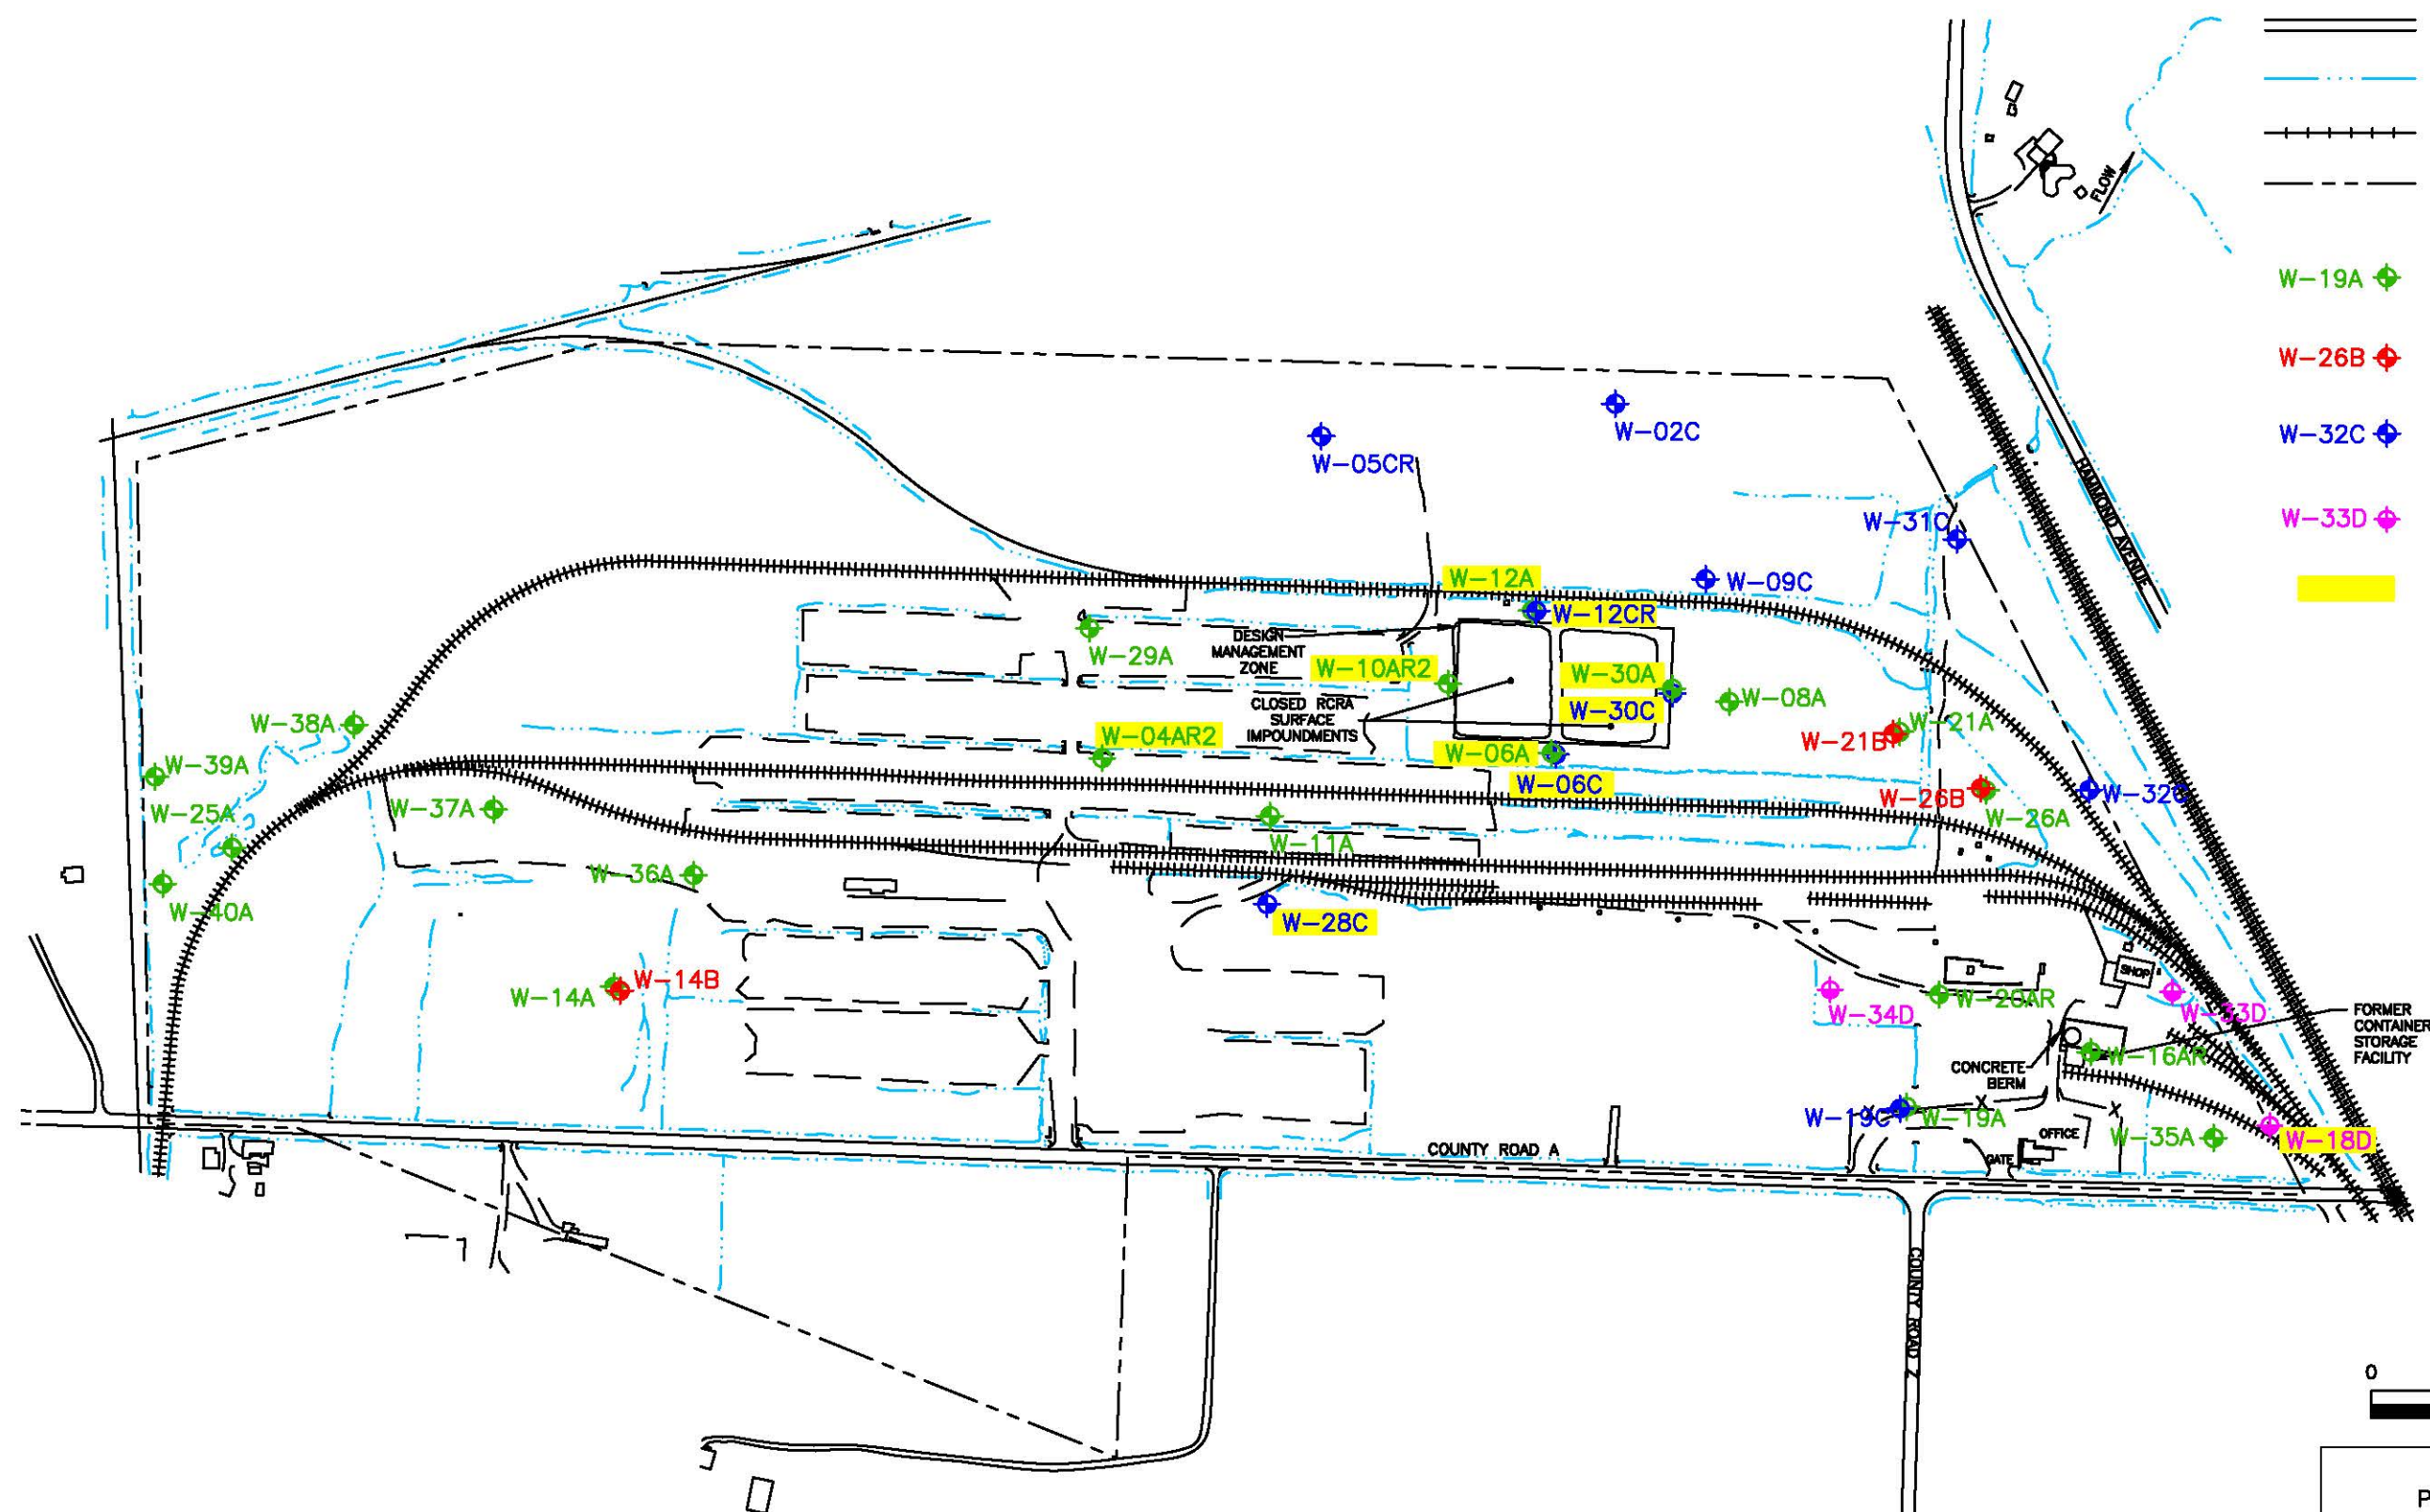 FLOW
W-19A
W-26B
W-32C
W-33D
HAMMOND AVENUE
W-02C
W-05CR
W-31C
W-12A
W-09C
W-12CR
DESIGN
MANAGEMENT
ZONE
W-29A
W-10AR2
W-30A
W-08A
CLOSED RCRA
SURFACE
IMPOUNDMENTS
W-30C
W-38A
W-04AR2
W-21A
W-21B
W-06A
W-39A
W-06C
W-26B
W-32C
W-25A
W-37A
W-26A
W-11A
W-36A
W-40A
W-28C
SHOP
W-14B
W-14A
W-20AR
W-34D
W-33D
FORMER
CONTAINER
STORAGE
FACILITY
W-16AR
CONCRETE
BERM
W-19C
W-19A
OFFICE
W-35A
W-18D
GATE
COUNTY ROAD A
COUNTY ROAD Z
0
P